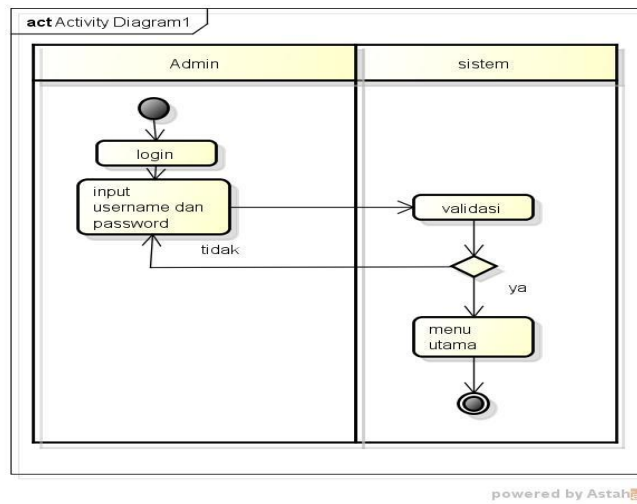 act Activity Diagram1
Admin
sistem
login
input
username dan
password
validasi
tidak
ya
menu
utama
powered by Astah